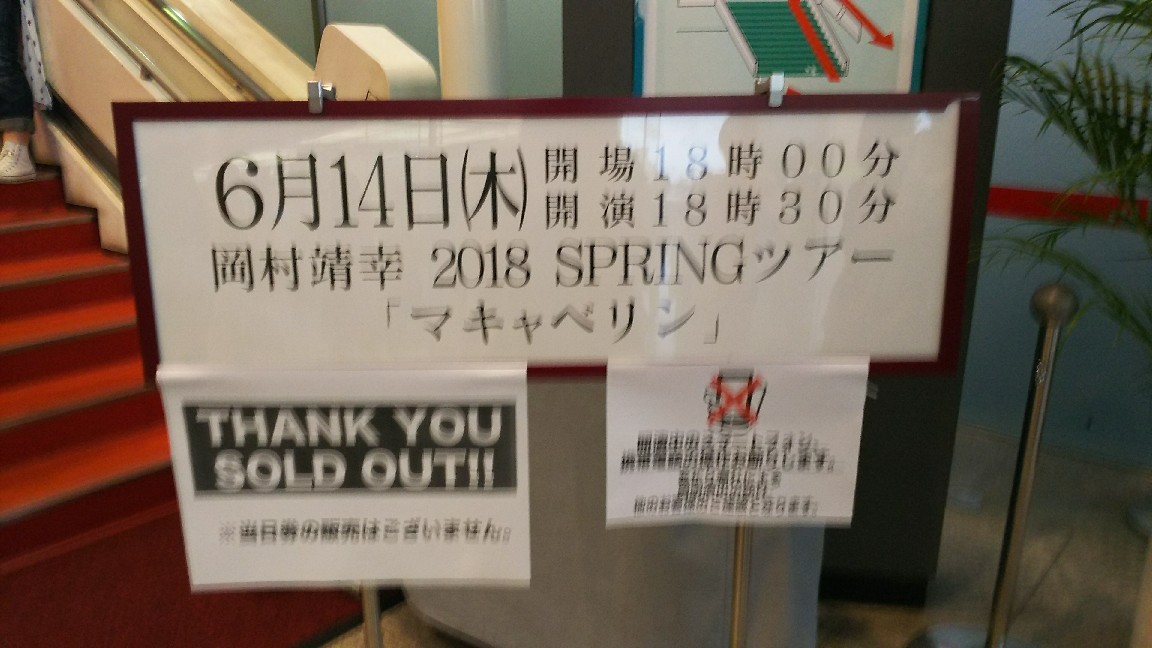 6月14日(木)
開場18時00分
開演18時30分
岡村靖幸 2018 SPRINGツアー
「マキャベリン」
THANK YOU
SOLD OUT!!
※当日券の販売はございません。